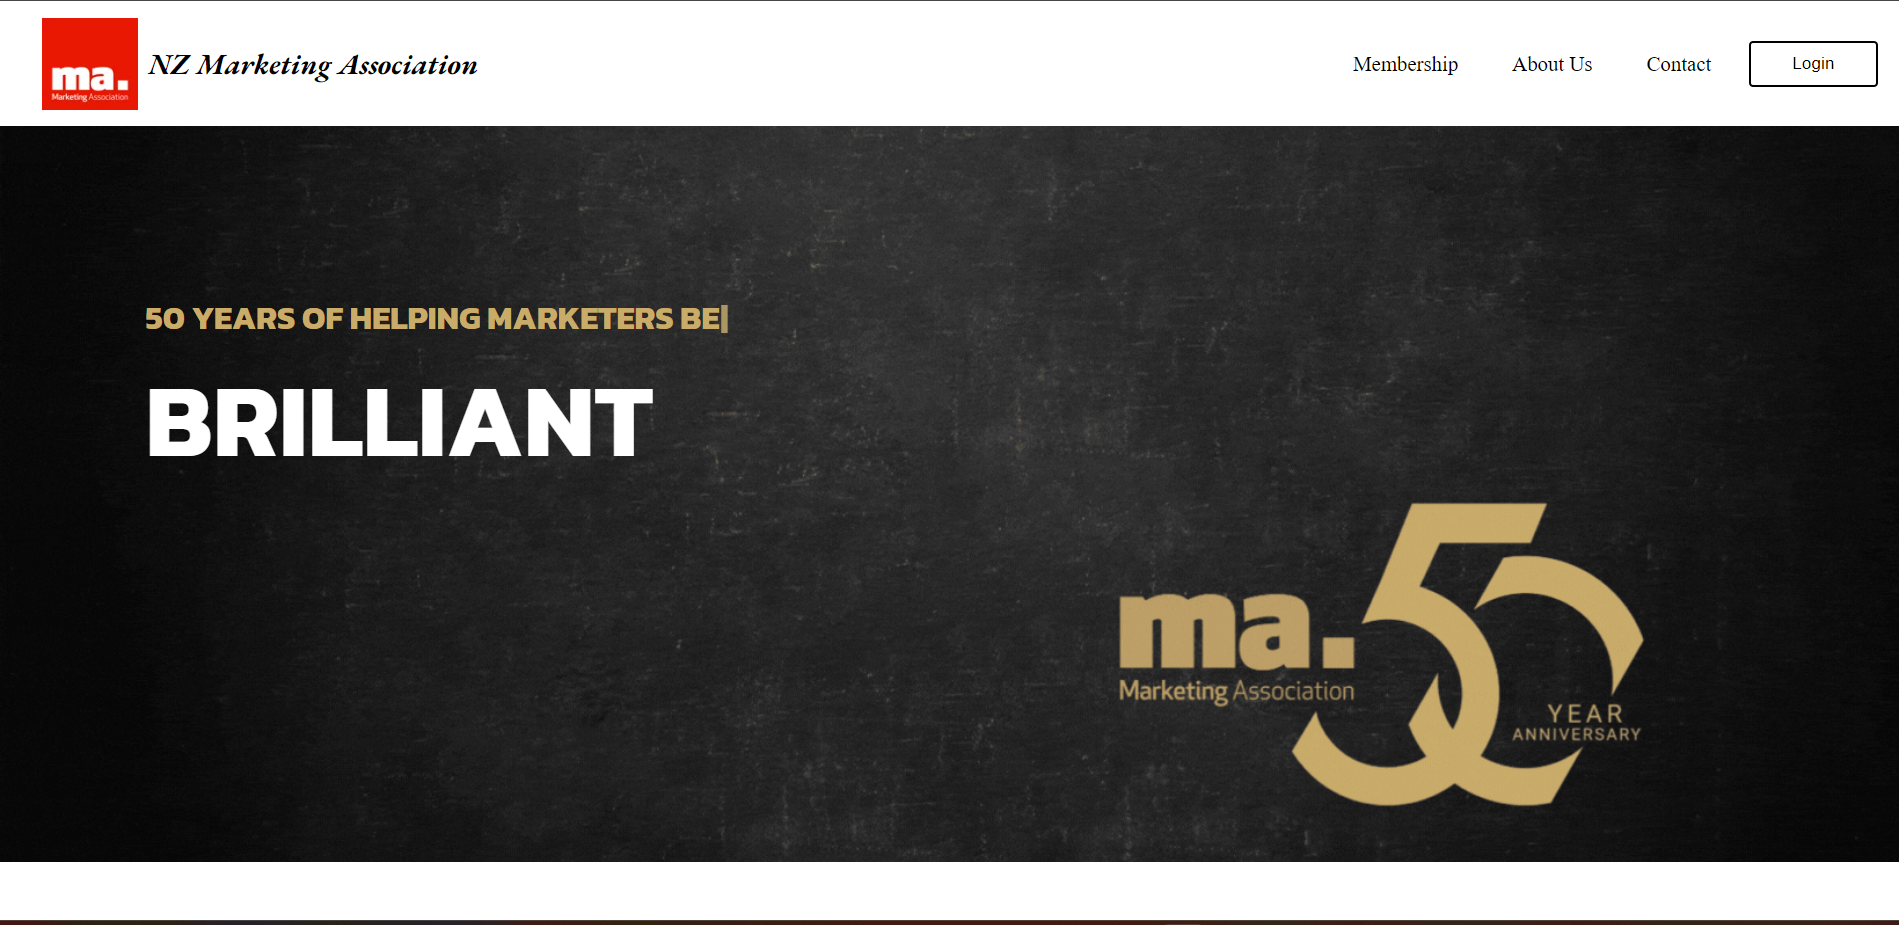 ma.
Marketing Association
NZ Marketing Association
Membership
About Us
Contact
Login
50 YEARS OF HELPING MARKETERS BE|
BRILLIANT
50
ma.
Marketing Association
YEAR
ANNIVERSARY